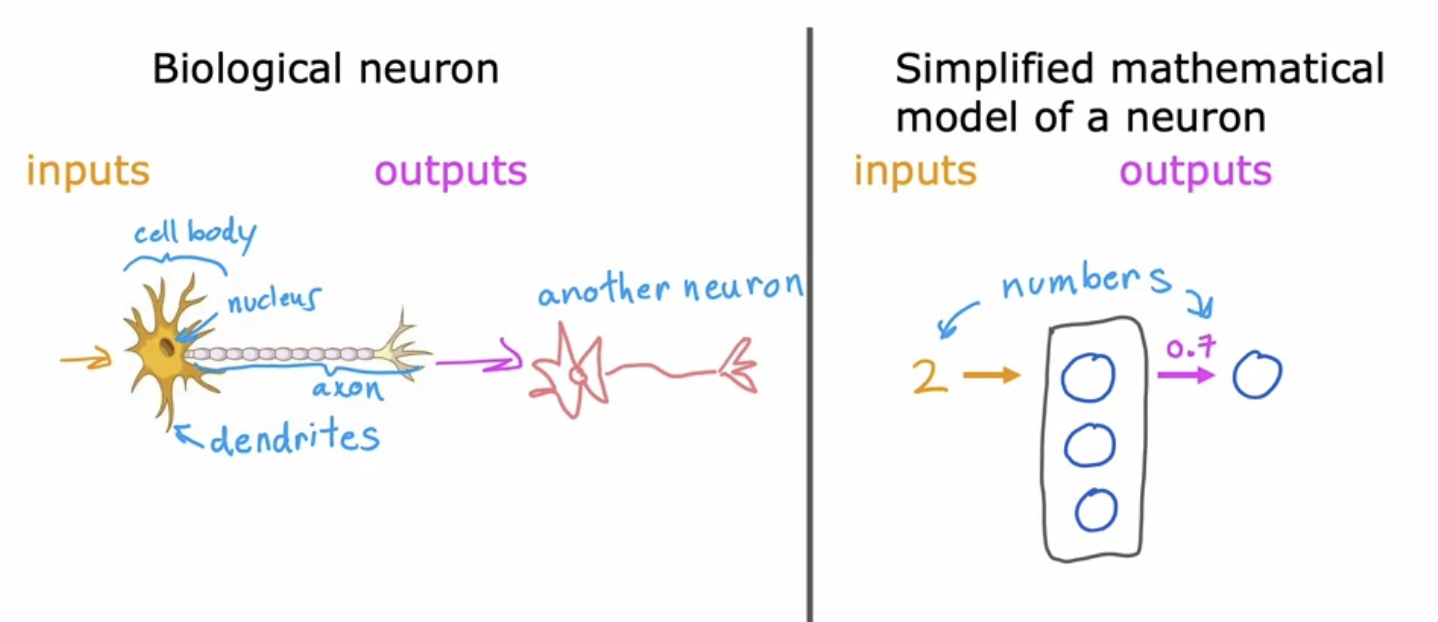 Biological neuron
inputs
outputs
cell body
nucleus
another neuron
axon
dendrites
Simplified mathematical
model of a neuron
inputs
outputs
numbers
0.7
2